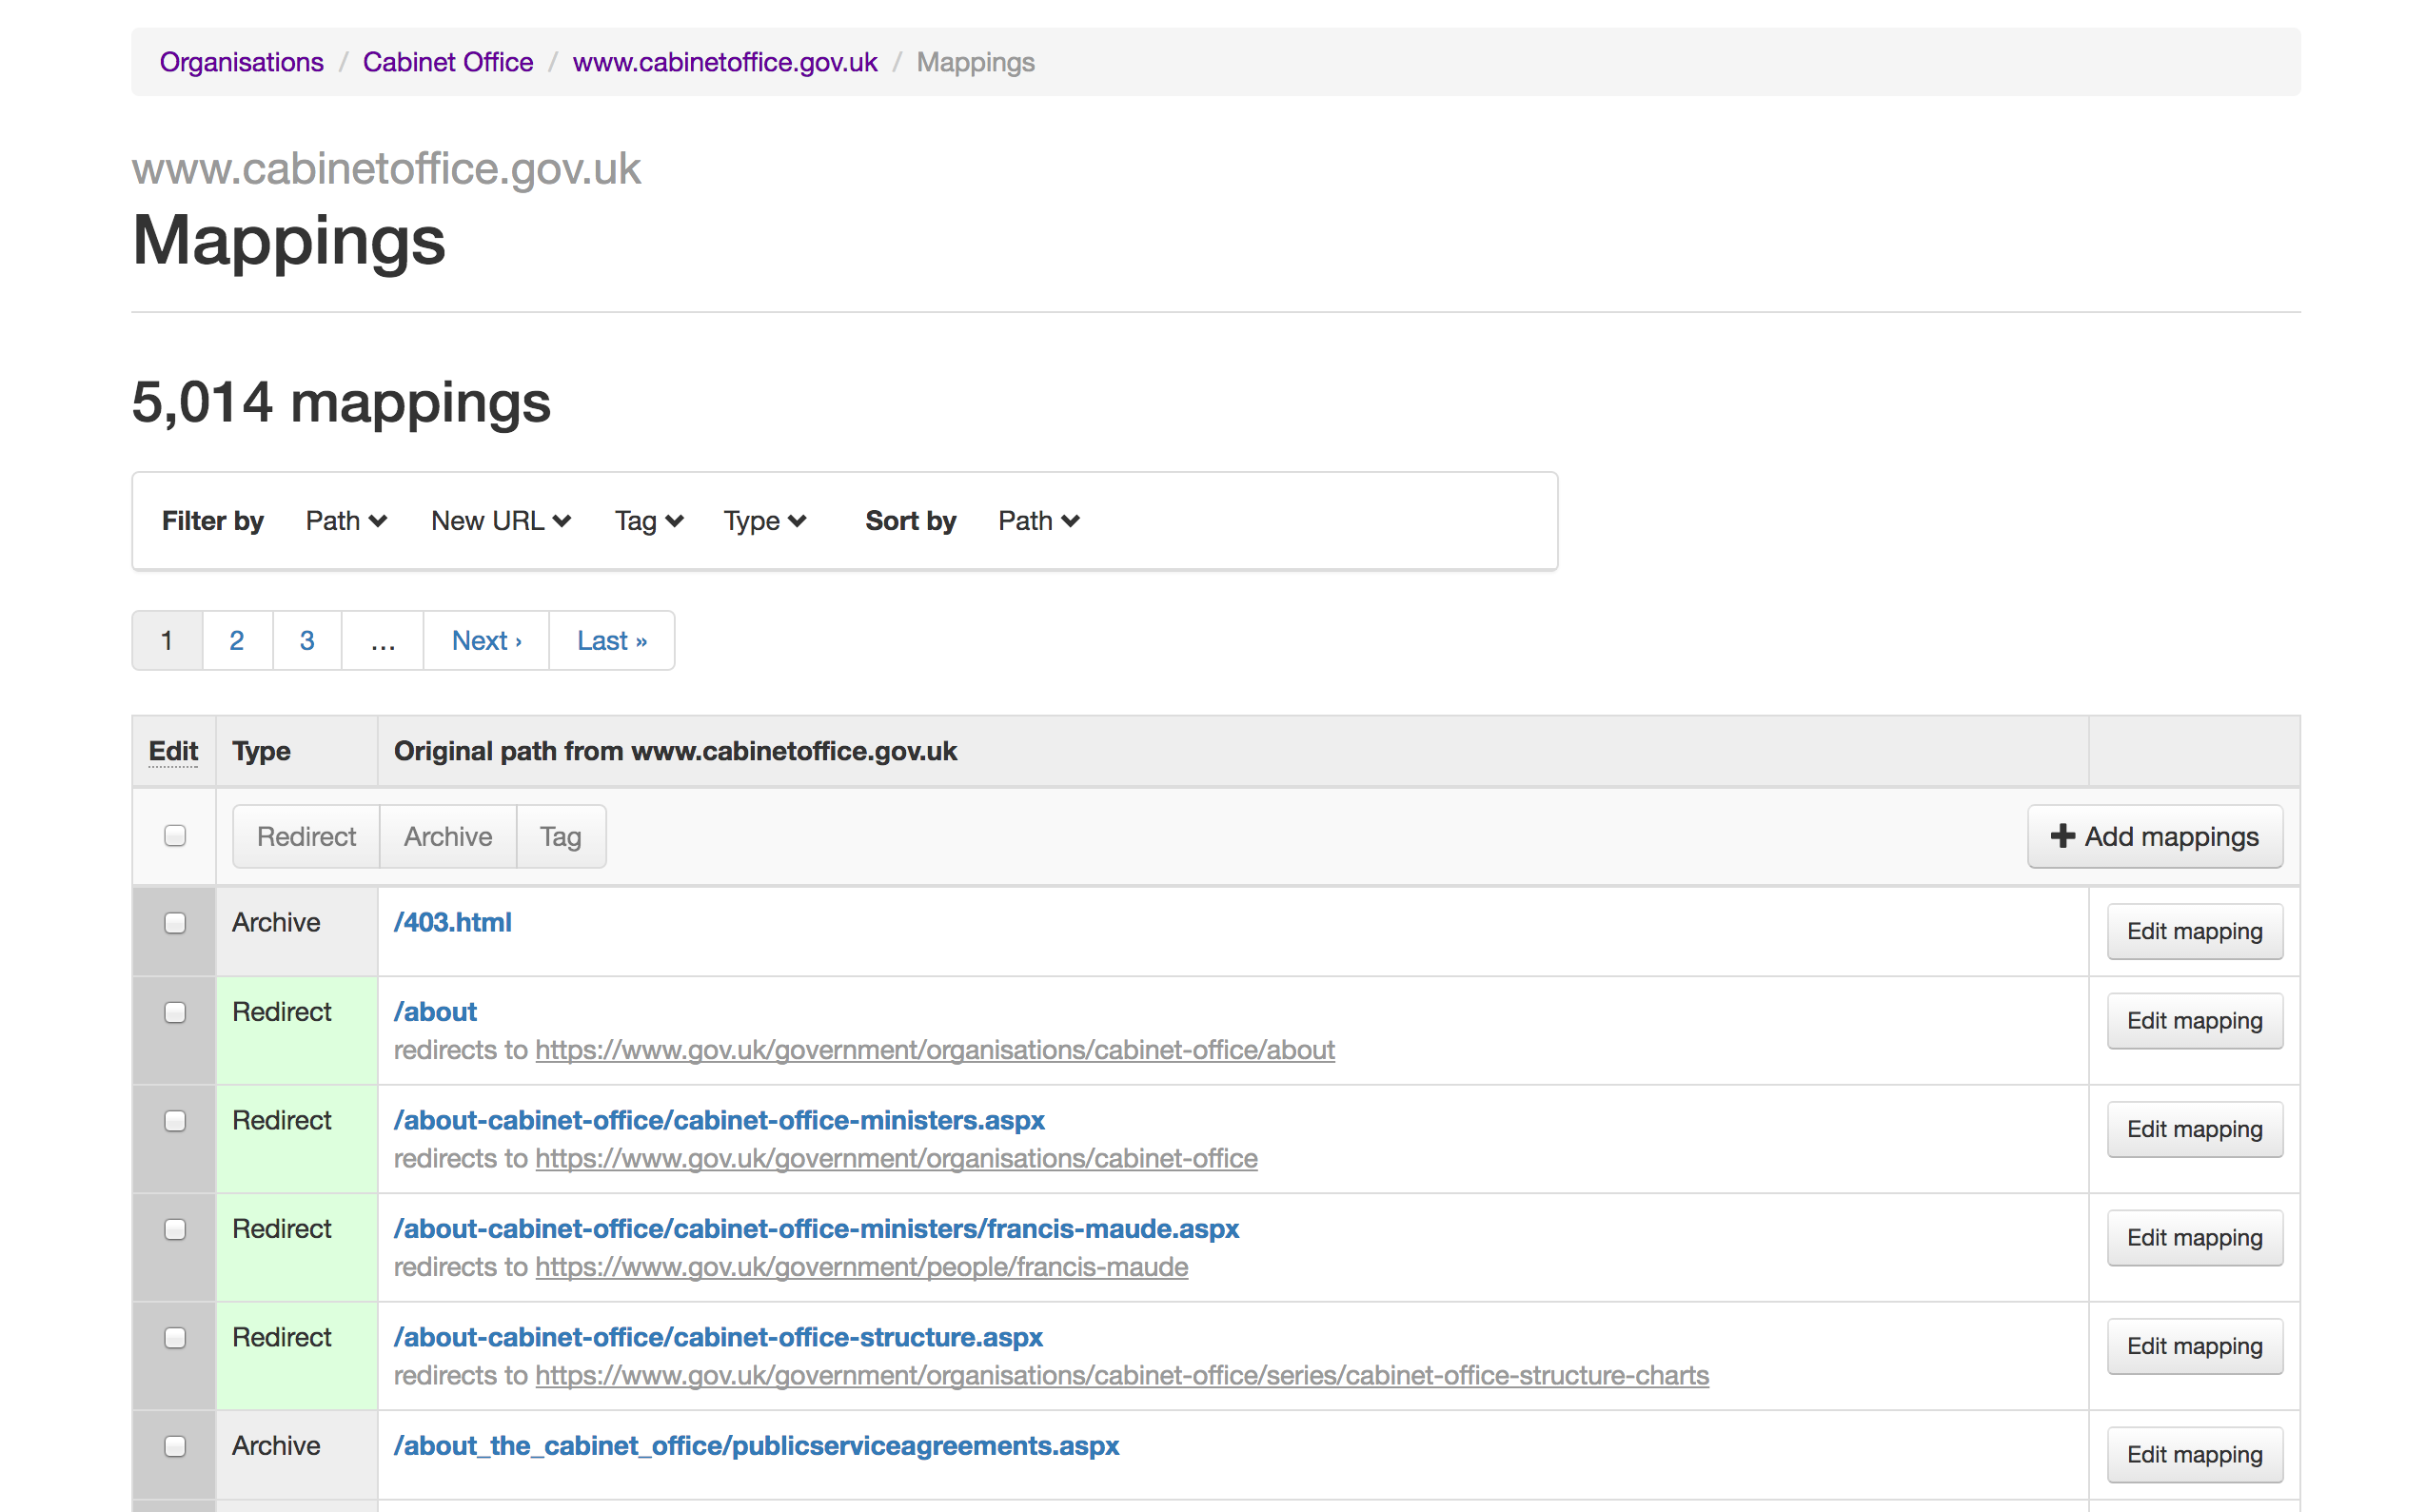 Organisations / Cabinet Office / www.cabinetoffice.gov.uk / Mappings
www.cabinetoffice.gov.uk
Mappings
5,014 mappings
Filter by Path New URL Tag Type Sort by Path
1 2 3 … Next › Last »
Edit Type Original path from www.cabinetoffice.gov.uk
Redirect Archive Tag Add mappings
Archive /403.html Edit mapping
Redirect /about Edit mapping
redirects to https://www.gov.uk/government/organisations/cabinet-office/about
Redirect /about-cabinet-office/cabinet-office-ministers.aspx Edit mapping
redirects to https://www.gov.uk/government/organisations/cabinet-office
Redirect /about-cabinet-office/cabinet-office-ministers/francis-maude.aspx Edit mapping
redirects to https://www.gov.uk/government/people/francis-maude
Redirect /about-cabinet-office/cabinet-office-structure.aspx Edit mapping
redirects to https://www.gov.uk/government/organisations/cabinet-office/series/cabinet-office-structure-charts
Archive /about_the_cabinet_office/publicserviceagreements.aspx Edit mapping